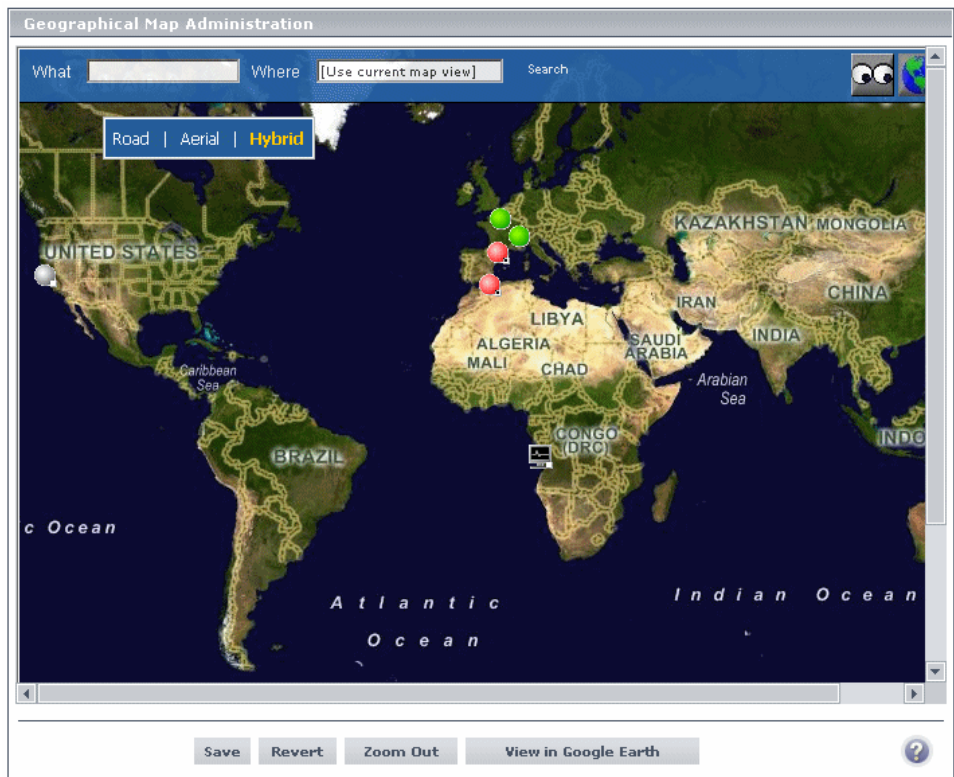 Geographical Map Administration
What Where [Use current map view] Search
Road | Aerial | Hybrid
KAZAKHSTAN MONGOLIA
UNITED STATES
CHINA
IRAN
LIBYA
INDIA
ALGERIA SAUDI ARABIA
MALI CHAD
Caribbean Sea
Arabian Sea
CONGO (DRC)
INDO
BRAZIL
c Ocean
Indian Ocean
Atlantic Ocean
Save Revert Zoom Out View in Google Earth ?